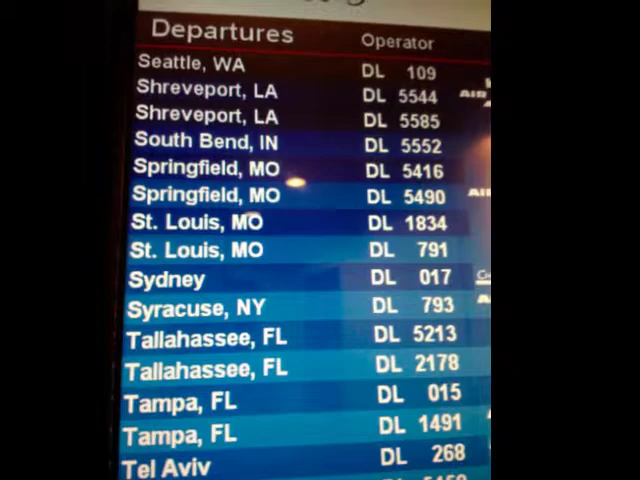 Departures Operator
Seattle, WA DL 109
Shreveport, LA DL 5544 AIR
Shreveport, LA DL 5585
South Bend, IN DL 5552
Springfield, MO DL 5416
Springfield, MO DL 5490 AI
St. Louis, MO DL 1834
St. Louis, MO DL 791
Sydney DL 017
Syracuse, NY DL 793
Tallahassee, FL DL 5213
Tallahassee, FL DL 2178
Tampa, FL DL 015
Tampa, FL DL 1491
Tel Aviv DL 268